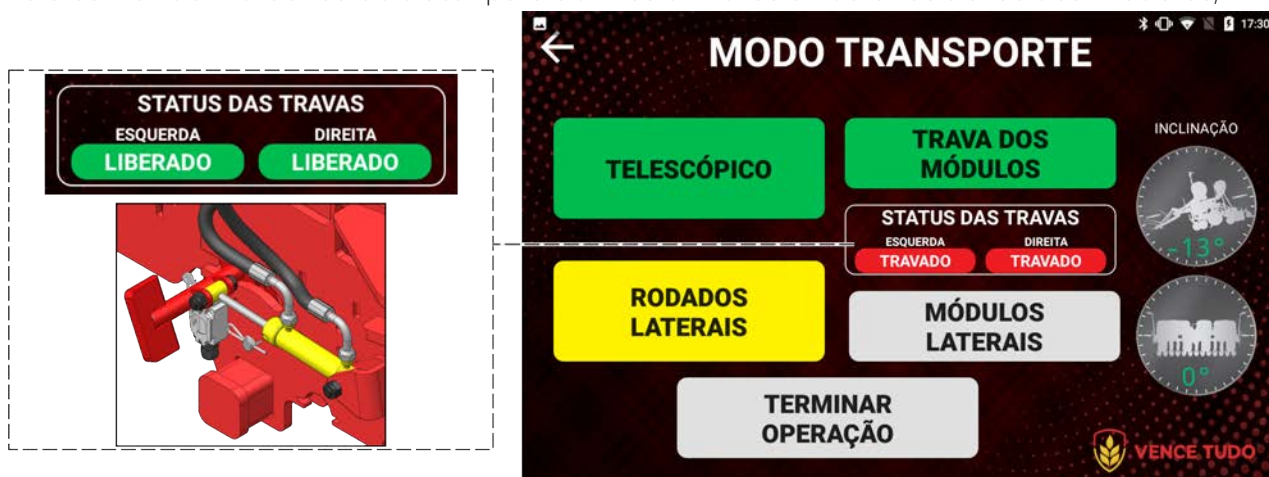 STATUS DAS TRAVAS
ESQUERDA DIREITA
LIBERADO LIBERADO
17:30
MODO TRANSPORTE
TELESCÓPICO
TRAVA DOS
MÓDULOS
STATUS DAS TRAVAS
ESQUERDA DIREITA
TRAVADO TRAVADO
RODADOS
LATERAIS
MÓDULOS
LATERAIS
TERMINAR
OPERAÇÃO
INCLINAÇÃO
-13°
0°
VENCE TUDO